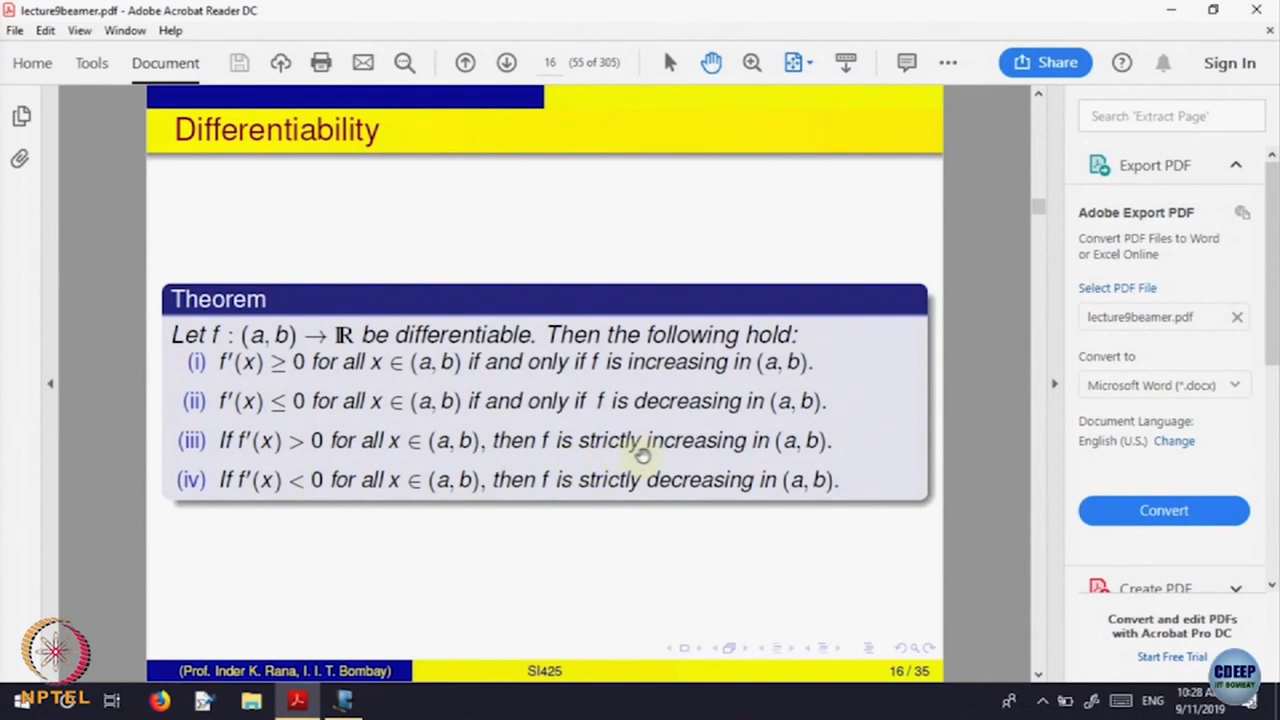 lecture9beamer.pdf - Adobe Acrobat Reader DC
File Edit View Window Help
Home Tools Document 16 (55 of 305) Share Sign In
Differentiability
Theorem
Let f : (a, b) → ℝ be differentiable. Then the following hold:
(i) f′(x) ≥ 0 for all x ∈ (a, b) if and only if f is increasing in (a, b).
(ii) f′(x) ≤ 0 for all x ∈ (a, b) if and only if f is decreasing in (a, b).
(iii) If f′(x) > 0 for all x ∈ (a, b), then f is strictly increasing in (a, b).
(iv) If f′(x) < 0 for all x ∈ (a, b), then f is strictly decreasing in (a, b).
(Prof. Inder K. Rana, I. I. T. Bombay) SI425 16 / 35
Search 'Extract Page'
Export PDF
Adobe Export PDF
Convert PDF Files to Word
or Excel Online
Select PDF File
lecture9beamer.pdf
Convert to
Microsoft Word (*.docx)
Document Language:
English (U.S.) Change
Convert
Create PDF
Convert and edit PDFs
with Acrobat Pro DC
Start Free Trial
NPTEL
CDEEP
IIT BOMBAY
ENG
10:28
9/11/2019